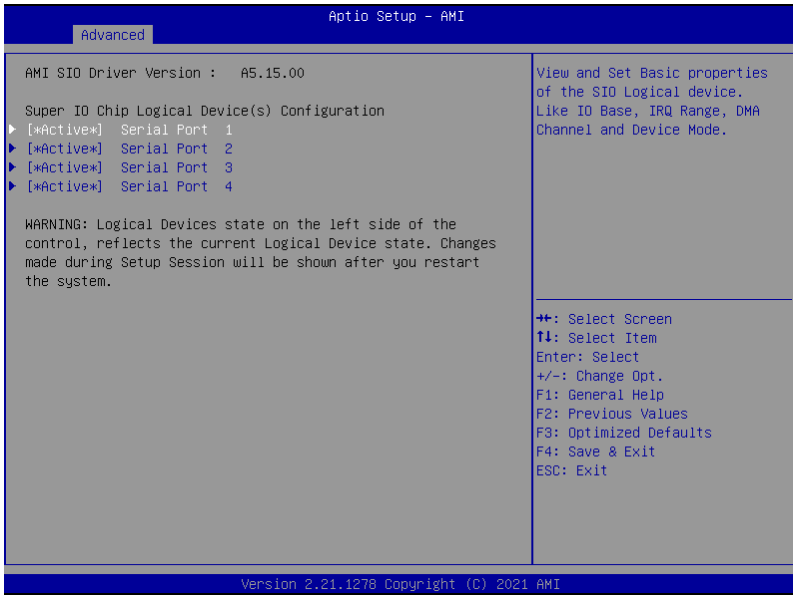 Aptio Setup – AMI
Advanced
AMI SIO Driver Version :   A5.15.00
Super IO Chip Logical Device(s) Configuration
[*Active*]  Serial Port  1
[*Active*]  Serial Port  2
[*Active*]  Serial Port  3
[*Active*]  Serial Port  4
WARNING: Logical Devices state on the left side of the
control, reflects the current Logical Device state. Changes
made during Setup Session will be shown after you restart
the system.
View and Set Basic properties
of the SIO Logical device.
Like IO Base, IRQ Range, DMA
Channel and Device Mode.
→←: Select Screen
↑↓: Select Item
Enter: Select
+/-: Change Opt.
F1: General Help
F2: Previous Values
F3: Optimized Defaults
F4: Save & Exit
ESC: Exit
Version 2.21.1278 Copyright (C) 2021 AMI